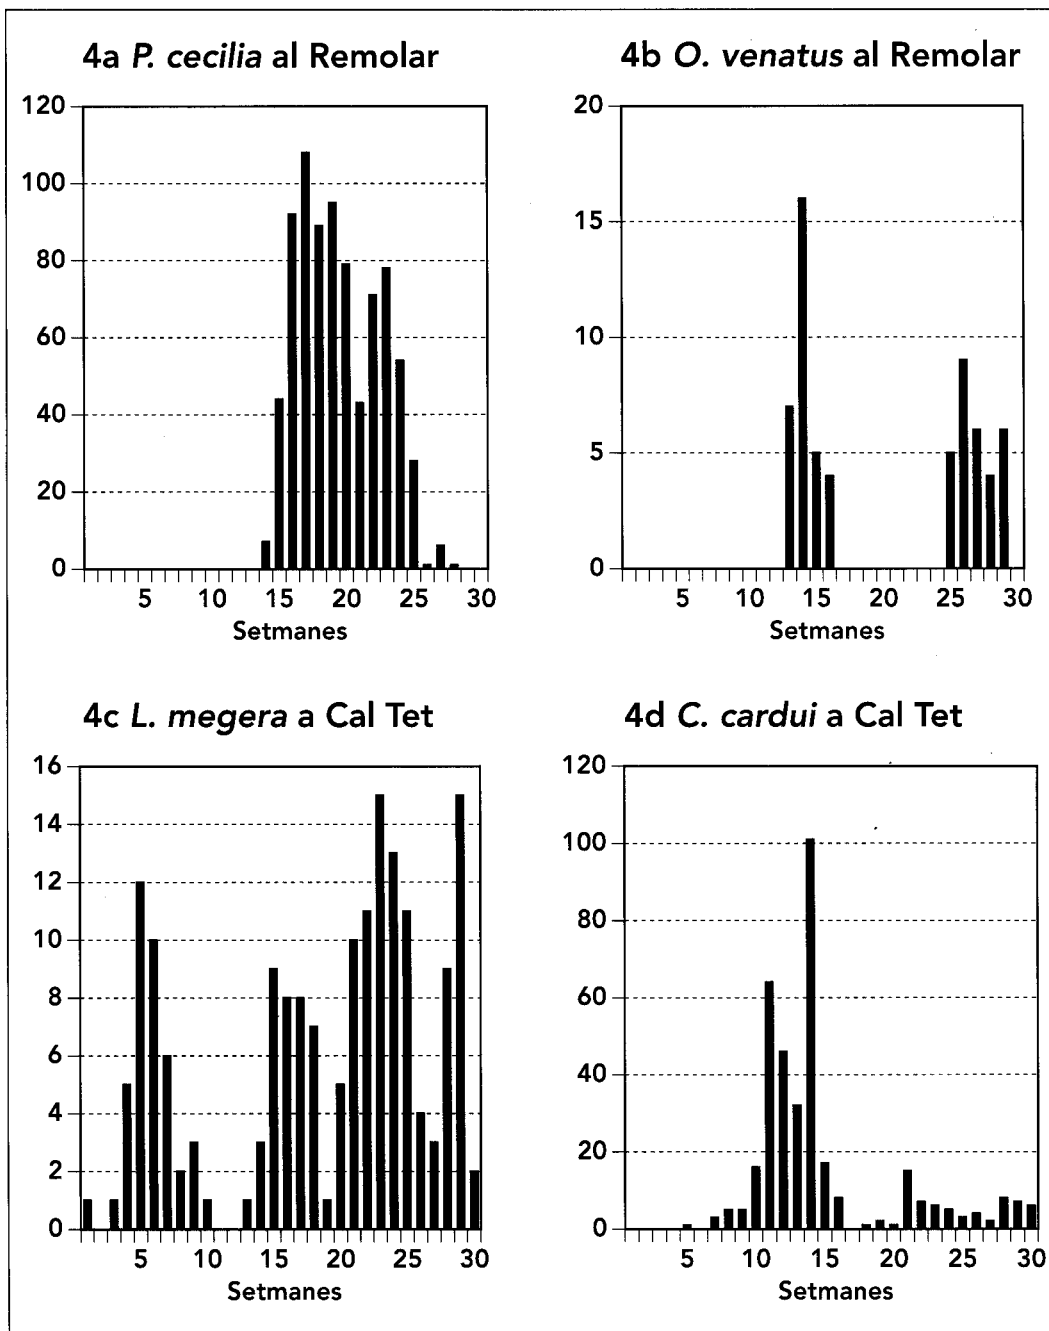 4a P. cecilia al Remolar
120
100
80
60
40
20
0
5 10 15 20 25 30
Setmanes
4b O. venatus al Remolar
20
15
10
5
0
5 10 15 20 25 30
Setmanes
4c L. megera a Cal Tet
16
14
12
10
8
6
4
2
0
5 10 15 20 25 30
Setmanes
4d C. cardui a Cal Tet
120
100
80
60
40
20
0
5 10 15 20 25 30
Setmanes